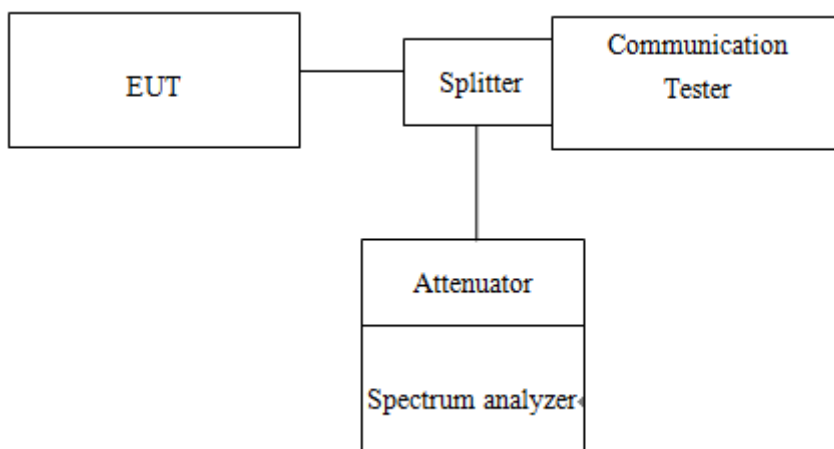 EUT
Splitter
Communication
Tester
Attenuator
Spectrum analyzer